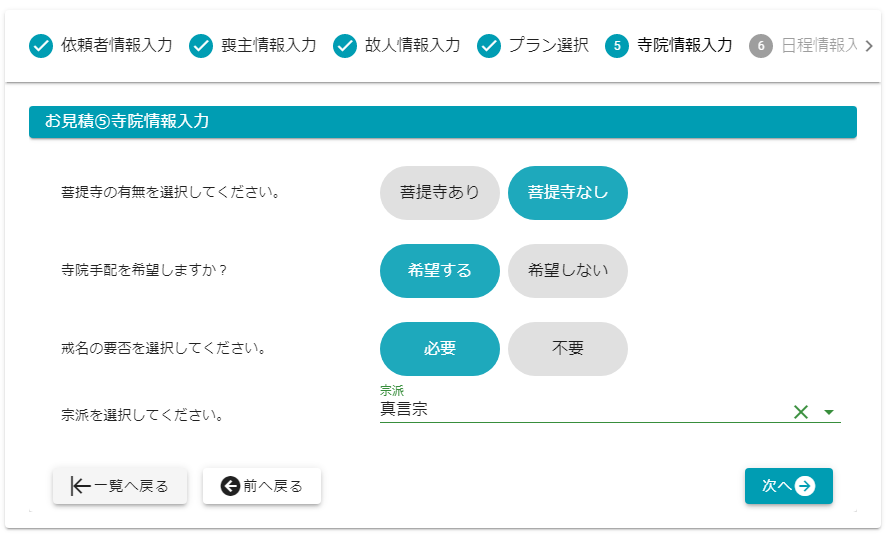 依頼者情報入力 喪主情報入力 故人情報入力 プラン選択 5 寺院情報入力 6 日程情報入
お見積⑤寺院情報入力
菩提寺の有無を選択してください。 菩提寺あり 菩提寺なし
寺院手配を希望しますか？ 希望する 希望しない
戒名の要否を選択してください。 必要 不要
宗派
宗派を選択してください。 真言宗
一覧へ戻る 前へ戻る 次へ